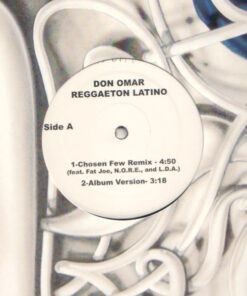 DON OMAR
REGGAETON LATINO
Side A
1-Chosen Few Remix - 4:50
(feat. Fat Joe, N.O.R.E., and L.D.A.)
2-Album Version- 3:18